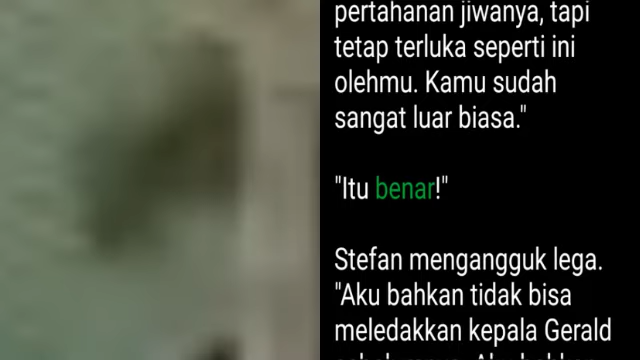 pertahanan jiwanya, tapi
tetap terluka seperti ini
olehmu. Kamu sudah
sangat luar biasa."
"Itu benar!"
Stefan mengangguk lega.
"Aku bahkan tidak bisa
meledakkan kepala Gerald